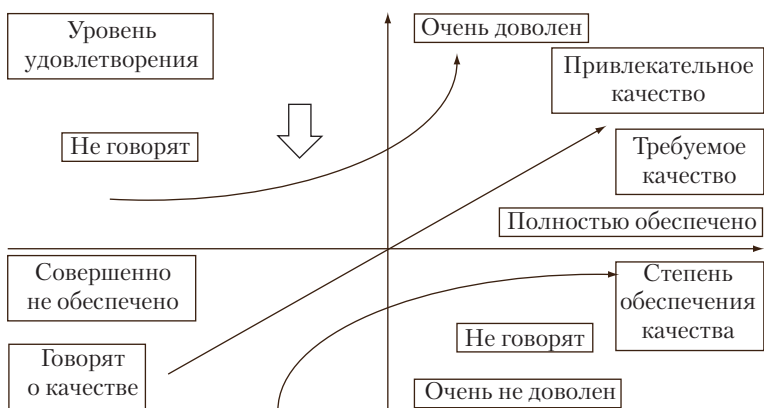 Уровень
удовлетворения
Очень доволен
Привлекательное
качество
Не говорят
Требуемое
качество
Полностью обеспечено
Совершенно
не обеспечено
Степень
обеспечения
качества
Не говорят
Говорят
о качестве
Очень не доволен